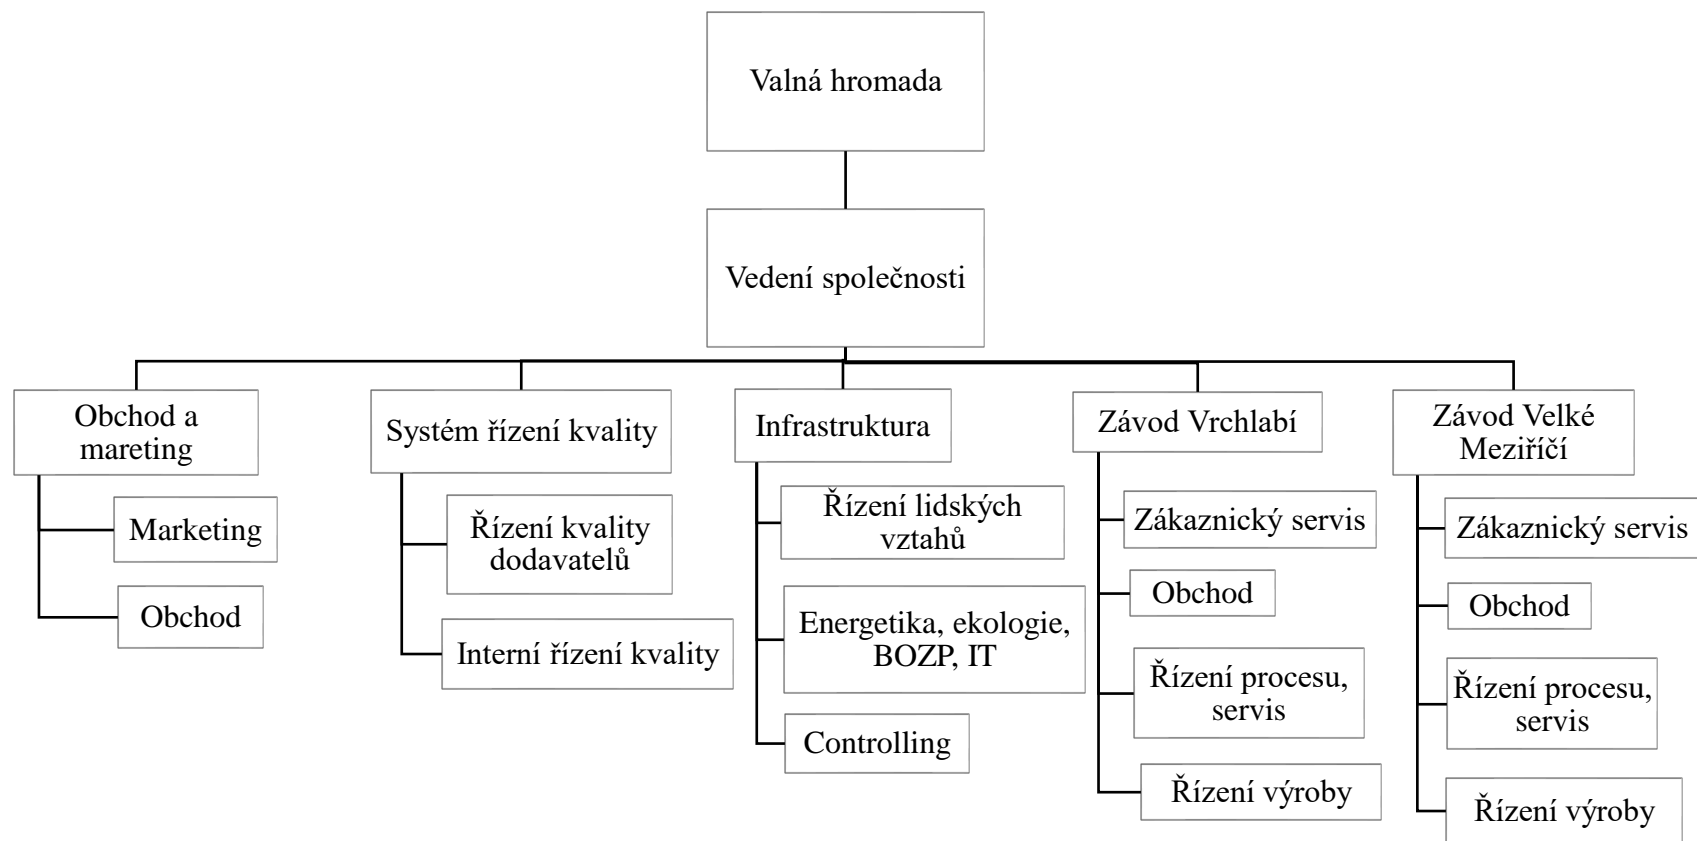 Valná hromada
Vedení společnosti
Obchod a
mareting
Marketing
Obchod
Systém řízení kvality
Řízení kvality
dodavatelů
Interní řízení kvality
Infrastruktura
Řízení lidských
vztahů
Energetika, ekologie,
BOZP, IT
Controlling
Závod Vrchlabí
Zákaznický servis
Obchod
Řízení procesu,
servis
Řízení výroby
Závod Velké
Meziříčí
Zákaznický servis
Obchod
Řízení procesu,
servis
Řízení výroby